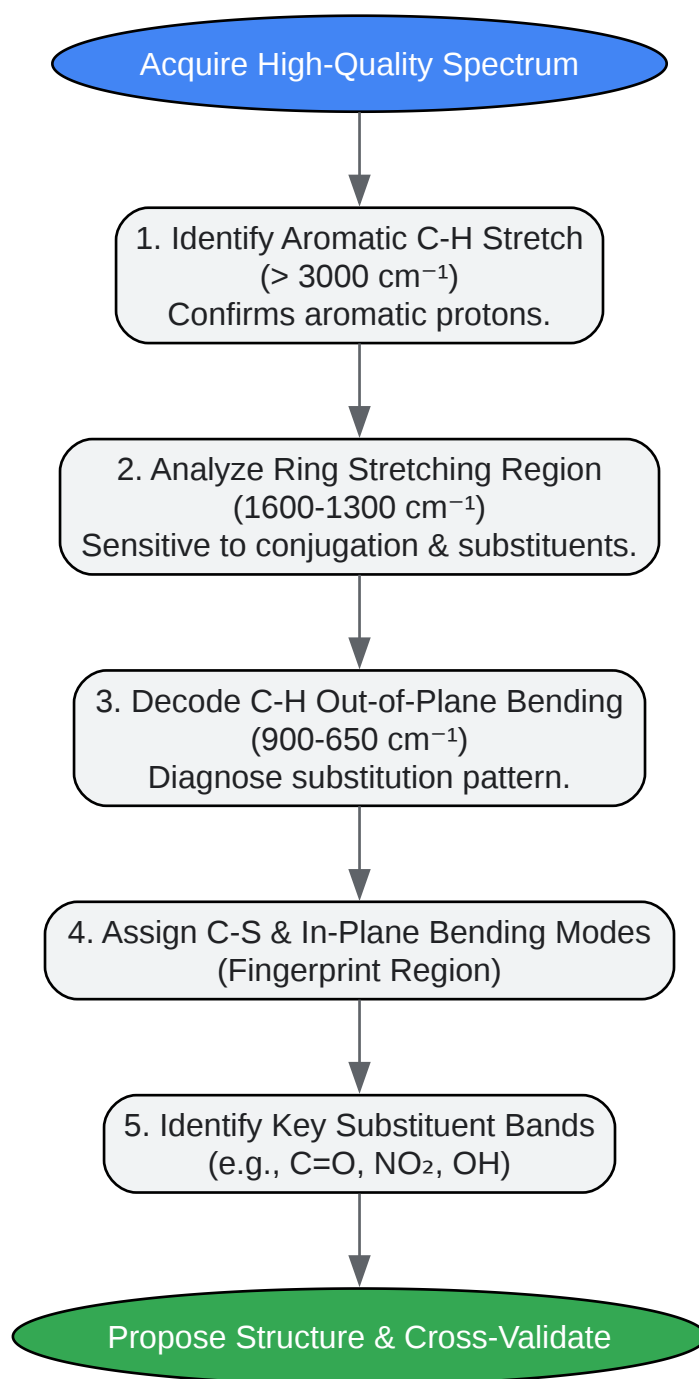 Acquire High-Quality Spectrum
1. Identify Aromatic C-H Stretch
(> 3000 cm⁻¹)
Confirms aromatic protons.
2. Analyze Ring Stretching Region
(1600-1300 cm⁻¹)
Sensitive to conjugation & substituents.
3. Decode C-H Out-of-Plane Bending
(900-650 cm⁻¹)
Diagnose substitution pattern.
4. Assign C-S & In-Plane Bending Modes
(Fingerprint Region)
5. Identify Key Substituent Bands
(e.g., C=O, NO₂, OH)
Propose Structure & Cross-Validate